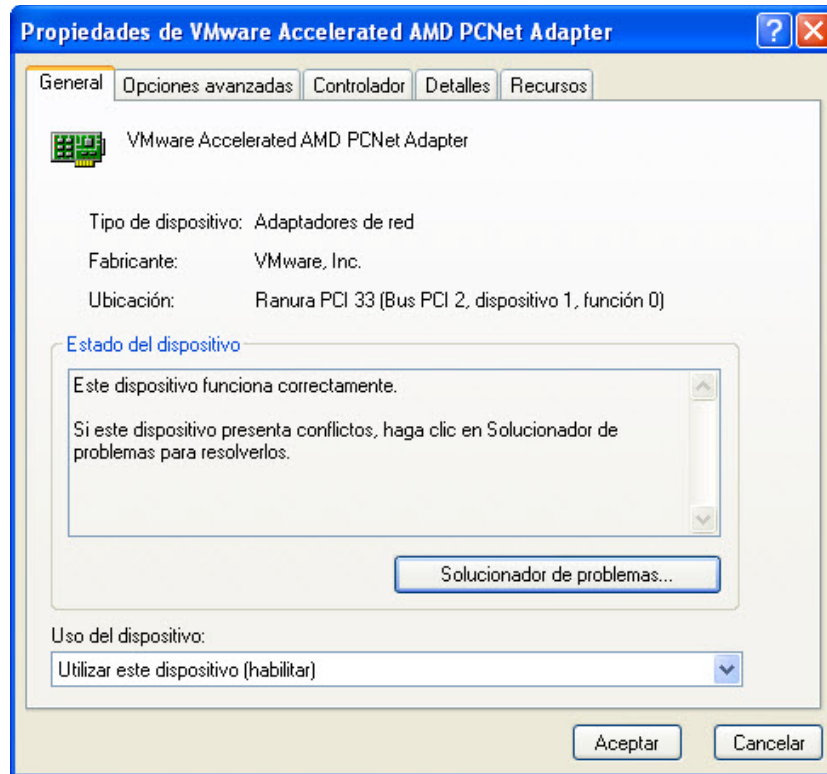 Propiedades de VMware Accelerated AMD PCNet Adapter
General Opciones avanzadas Controlador Detalles Recursos
VMware Accelerated AMD PCNet Adapter
Tipo de dispositivo: Adaptadores de red
Fabricante: VMware, Inc.
Ubicación: Ranura PCI 33 (Bus PCI 2, dispositivo 1, función 0)
Estado del dispositivo
Este dispositivo funciona correctamente.
Si este dispositivo presenta conflictos, haga clic en Solucionador de
problemas para resolverlos.
Solucionador de problemas...
Uso del dispositivo:
Utilizar este dispositivo (habilitar)
Aceptar Cancelar